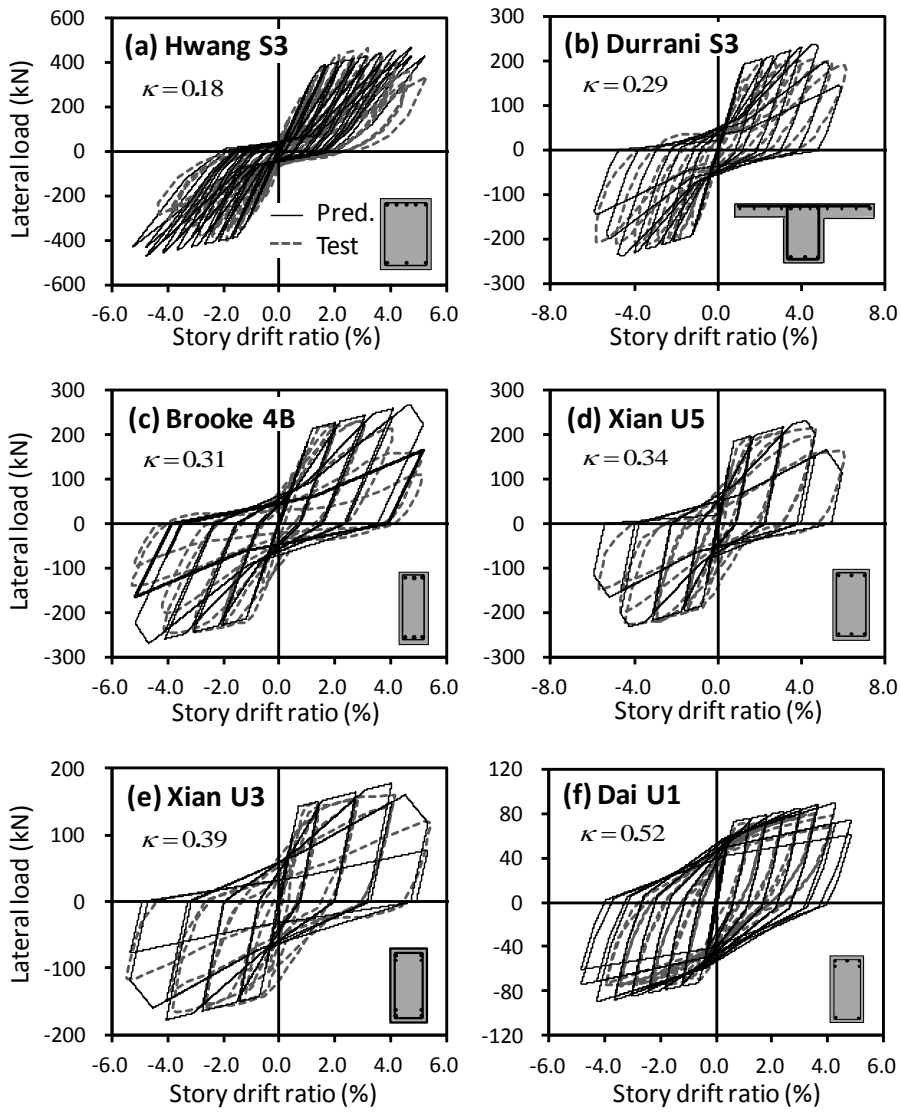 (a) Hwang S3
κ = 0.18
Lateral load (kN)
600
400
200
0
-200
-400
-600
Pred.
Test
-6.0 -4.0 -2.0 0.0 2.0 4.0 6.0
Story drift ratio (%)
(b) Durrani S3
κ = 0.29
300
200
100
0
-100
-200
-300
-8.0 -4.0 0.0 4.0 8.0
Story drift ratio (%)
(c) Brooke 4B
κ = 0.31
Lateral load (kN)
300
200
100
0
-100
-200
-300
-6.0 -4.0 -2.0 0.0 2.0 4.0 6.0
Story drift ratio (%)
(d) Xian U5
κ = 0.34
300
200
100
0
-100
-200
-300
-8.0 -4.0 0.0 4.0 8.0
Story drift ratio (%)
(e) Xian U3
κ = 0.39
Lateral load (kN)
200
100
0
-100
-200
-6.0 -4.0 -2.0 0.0 2.0 4.0 6.0
Story drift ratio (%)
(f) Dai U1
κ = 0.52
120
80
40
0
-40
-80
-120
-6.0 -4.0 -2.0 0.0 2.0 4.0 6.0
Story drift ratio (%)